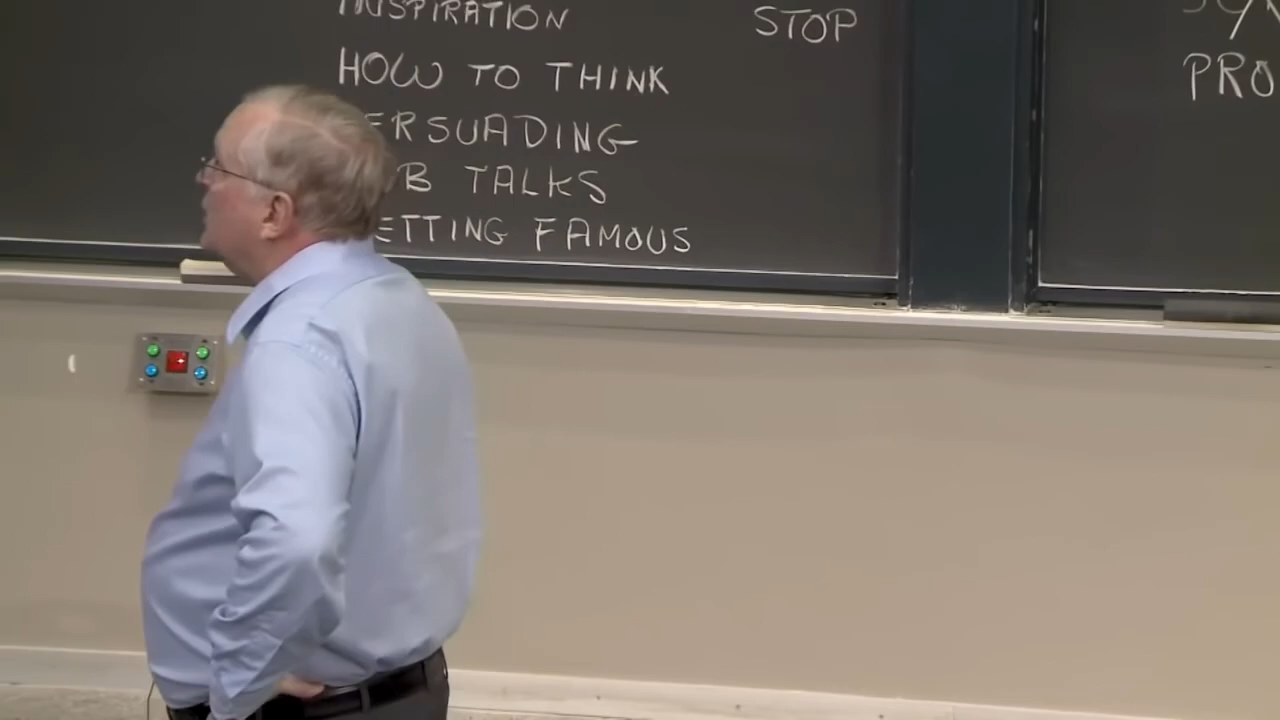 INSPIRATION
HOW TO THINK
ERSUADING
B TALKS
ETTING FAMOUS
STOP
PRO